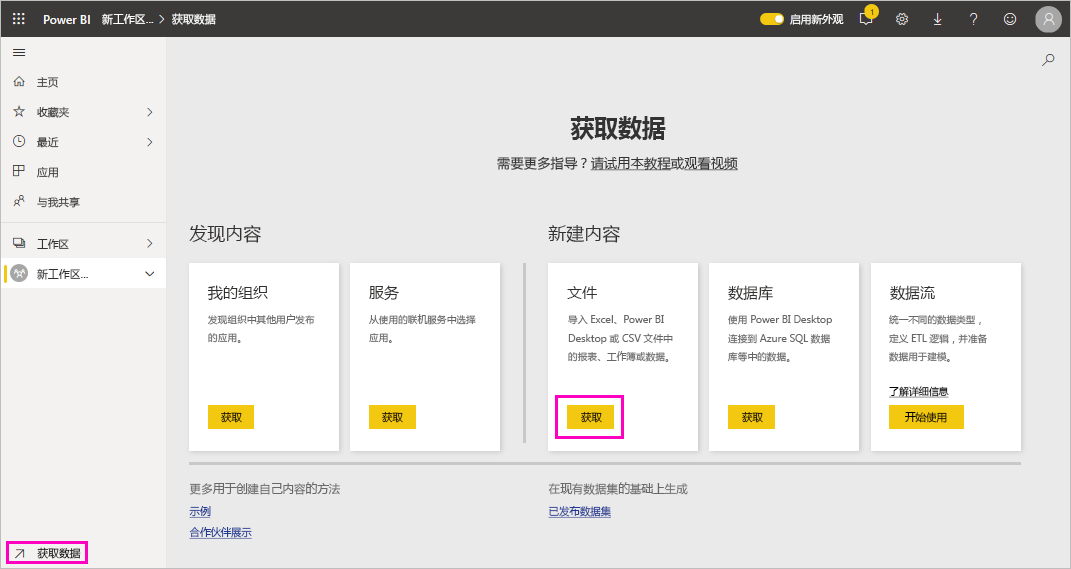 Power BI 新工作区... > 获取数据
启用新外观
1
主页
收藏夹
最近
应用
与我共享
工作区
新工作区...
获取数据
获取数据
需要更多指导？请试用本教程或观看视频
发现内容
我的组织
发现组织中其他用户发布
的应用。
获取
服务
从使用的联机服务中选择
应用。
获取
新建内容
文件
导入 Excel、Power BI
Desktop 或 CSV 文件中
的报表、工作簿或数据。
获取
数据库
使用 Power BI Desktop
连接到 Azure SQL 数据
库等中的数据。
获取
数据流
统一不同的数据类型，
定义 ETL 逻辑，并准备
数据用于建模。
了解详细信息
开始使用
更多用于创建自己内容的方法
示例
合作伙伴展示
在现有数据集的基础上生成
已发布数据集